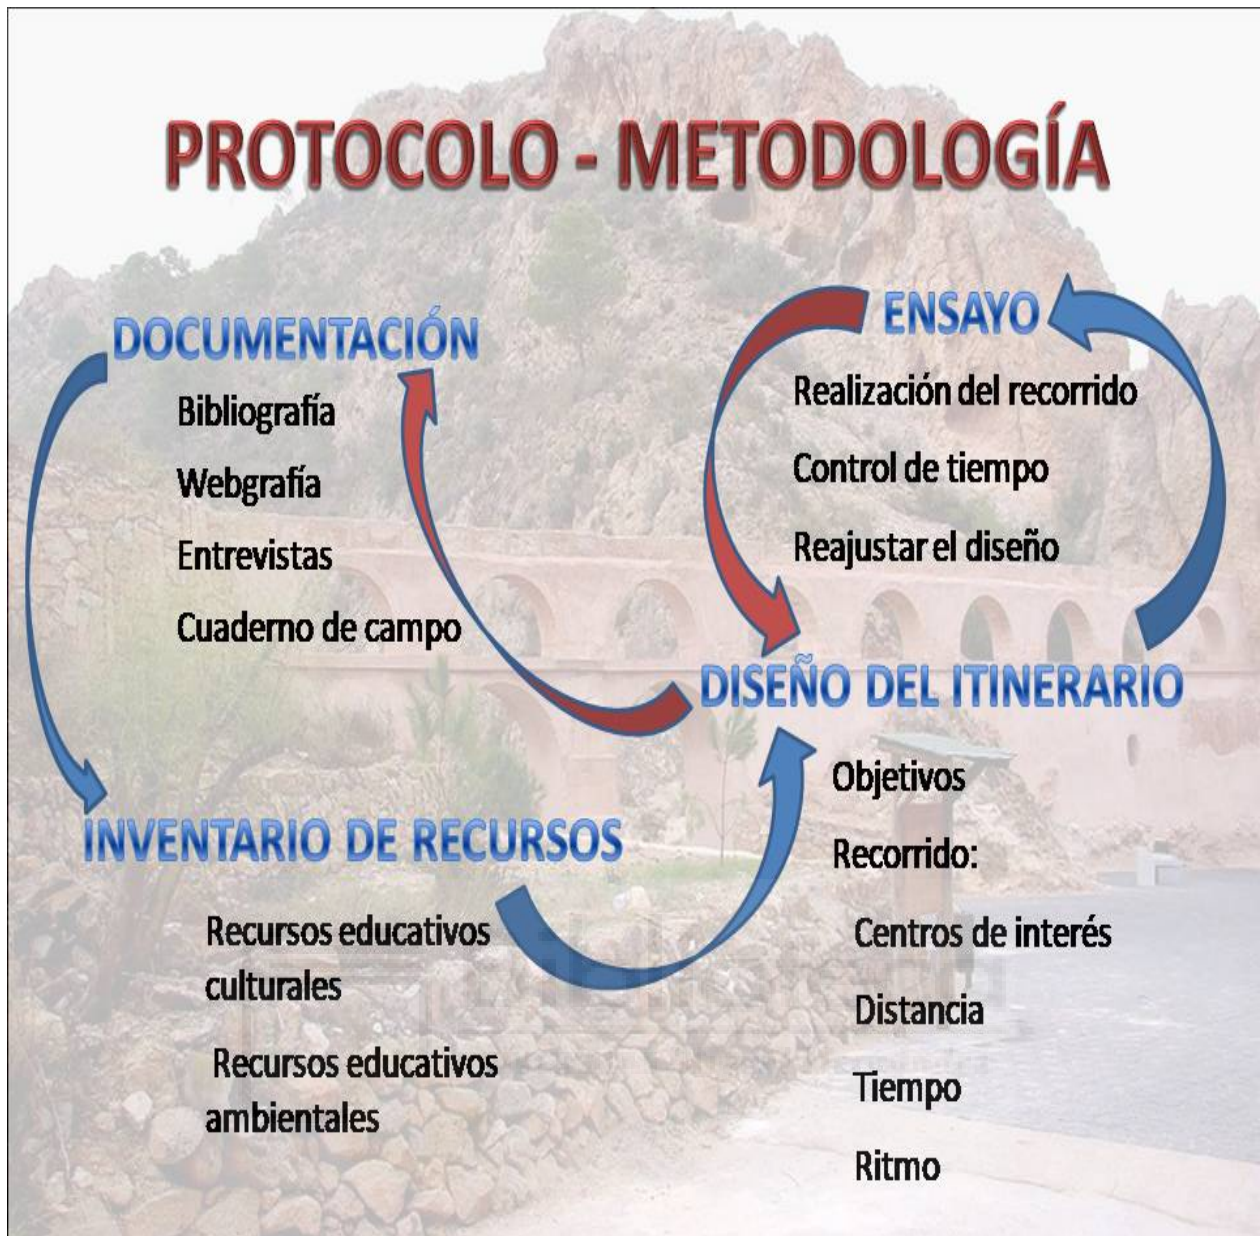 PROTOCOLO - METODOLOGÍA
DOCUMENTACIÓN
Bibliografía
Webgrafía
Entrevistas
Cuaderno de campo
INVENTARIO DE RECURSOS
Recursos educativos
culturales
Recursos educativos
ambientales
ENSAYO
Realización del recorrido
Control de tiempo
Reajustar el diseño
DISEÑO DEL ITINERARIO
Objetivos
Recorrido:
Centros de interés
Distancia
Tiempo
Ritmo